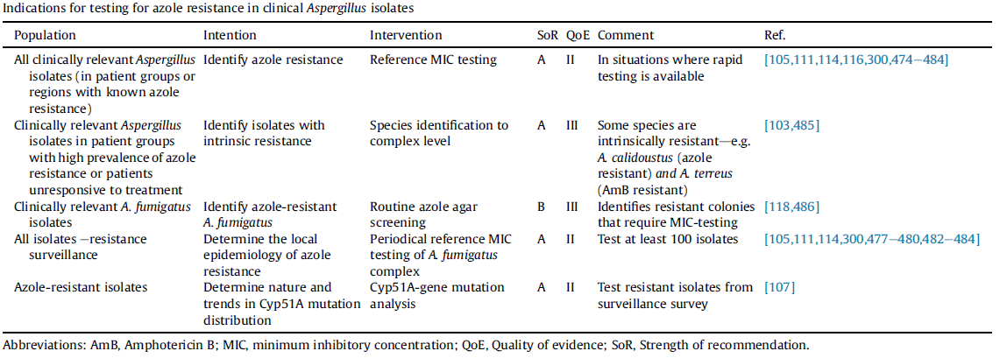 Indications for testing for azole resistance in clinical Aspergillus isolates
Population Intention Intervention SoR QoE Comment Ref.
All clinically relevant Aspergillus Identify azole resistance Reference MIC testing A II In situations where rapid [105,111,114,116,300,474−484]
isolates (in patient groups or testing is available
regions with known azole
resistance)
Clinically relevant Aspergillus Identify isolates with Species identification to A III Some species are [103,485]
isolates in patient groups intrinsic resistance complex level intrinsically resistant—e.g.
with high prevalence of azole A. calidoustus (azole
resistance or patients resistant) and A. terreus
unresponsive to treatment (AmB resistant)
Clinically relevant A. fumigatus Identify azole-resistant Routine azole agar B III Identifies resistant colonies [118,486]
isolates A. fumigatus screening that require MIC-testing
All isolates −resistance Determine the local Periodical reference MIC A II Test at least 100 isolates [105,111,114,300,477−480,482−484]
surveillance epidemiology of azole testing of A. fumigatus
resistance complex
Azole-resistant isolates Determine nature and Cyp51A-gene mutation A II Test resistant isolates from [107]
trends in Cyp51A mutation analysis surveillance survey
distribution
Abbreviations: AmB, Amphotericin B; MIC, minimum inhibitory concentration; QoE, Quality of evidence; SoR, Strength of recommendation.